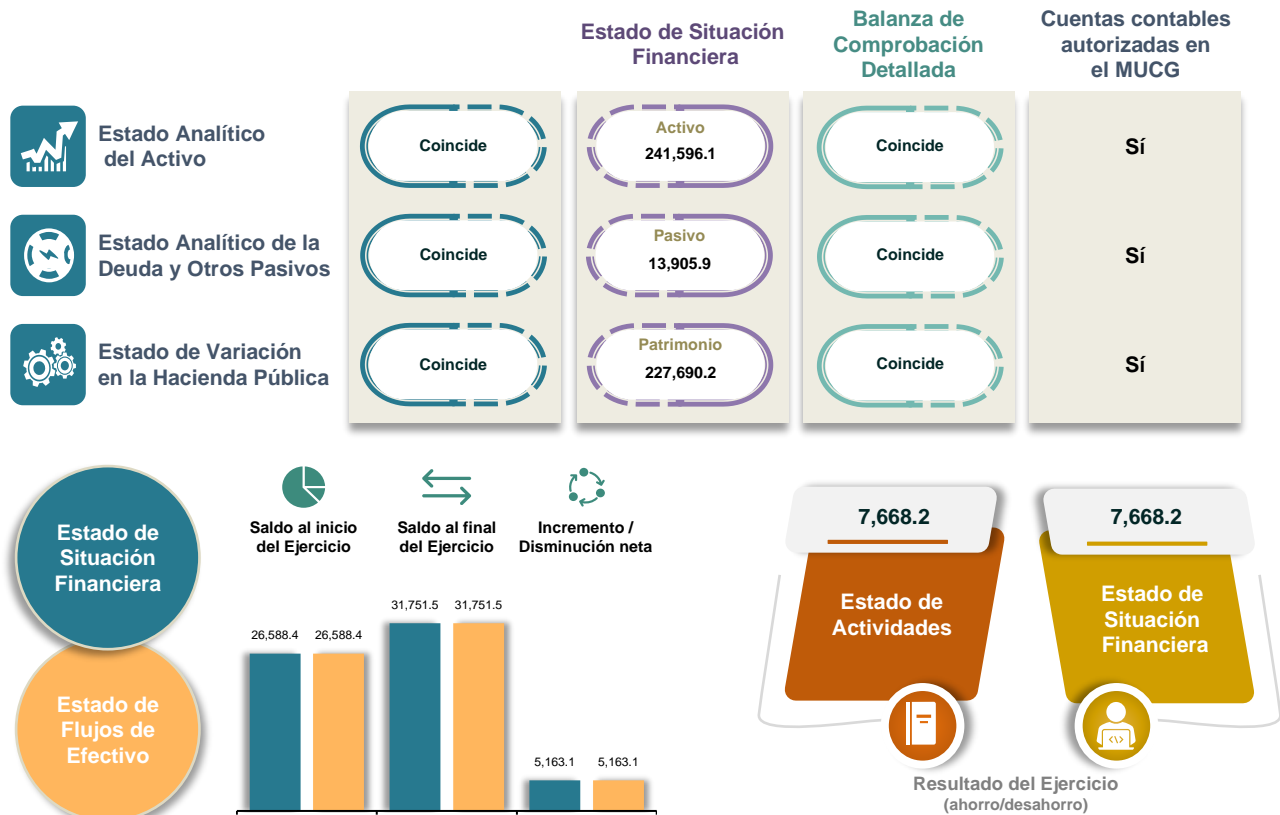 Estado de Situación
Financiera
Balanza de
Comprobación
Detallada
Cuentas contables
autorizadas en
el MUCG
Estado Analítico
del Activo
Coincide
Activo
241,596.1
Coincide
Sí
Estado Analítico de la
Deuda y Otros Pasivos
Coincide
Pasivo
13,905.9
Coincide
Sí
Estado de Variación
en la Hacienda Pública
Coincide
Patrimonio
227,690.2
Coincide
Sí
Estado de
Situación
Financiera
Estado de
Flujos de
Efectivo
Saldo al inicio
del Ejercicio
Saldo al final
del Ejercicio
Incremento /
Disminución neta
26,588.4 26,588.4
31,751.5 31,751.5
5,163.1 5,163.1
7,668.2
Estado de
Actividades
7,668.2
Estado de
Situación
Financiera
Resultado del Ejercicio
(ahorro/desahorro)